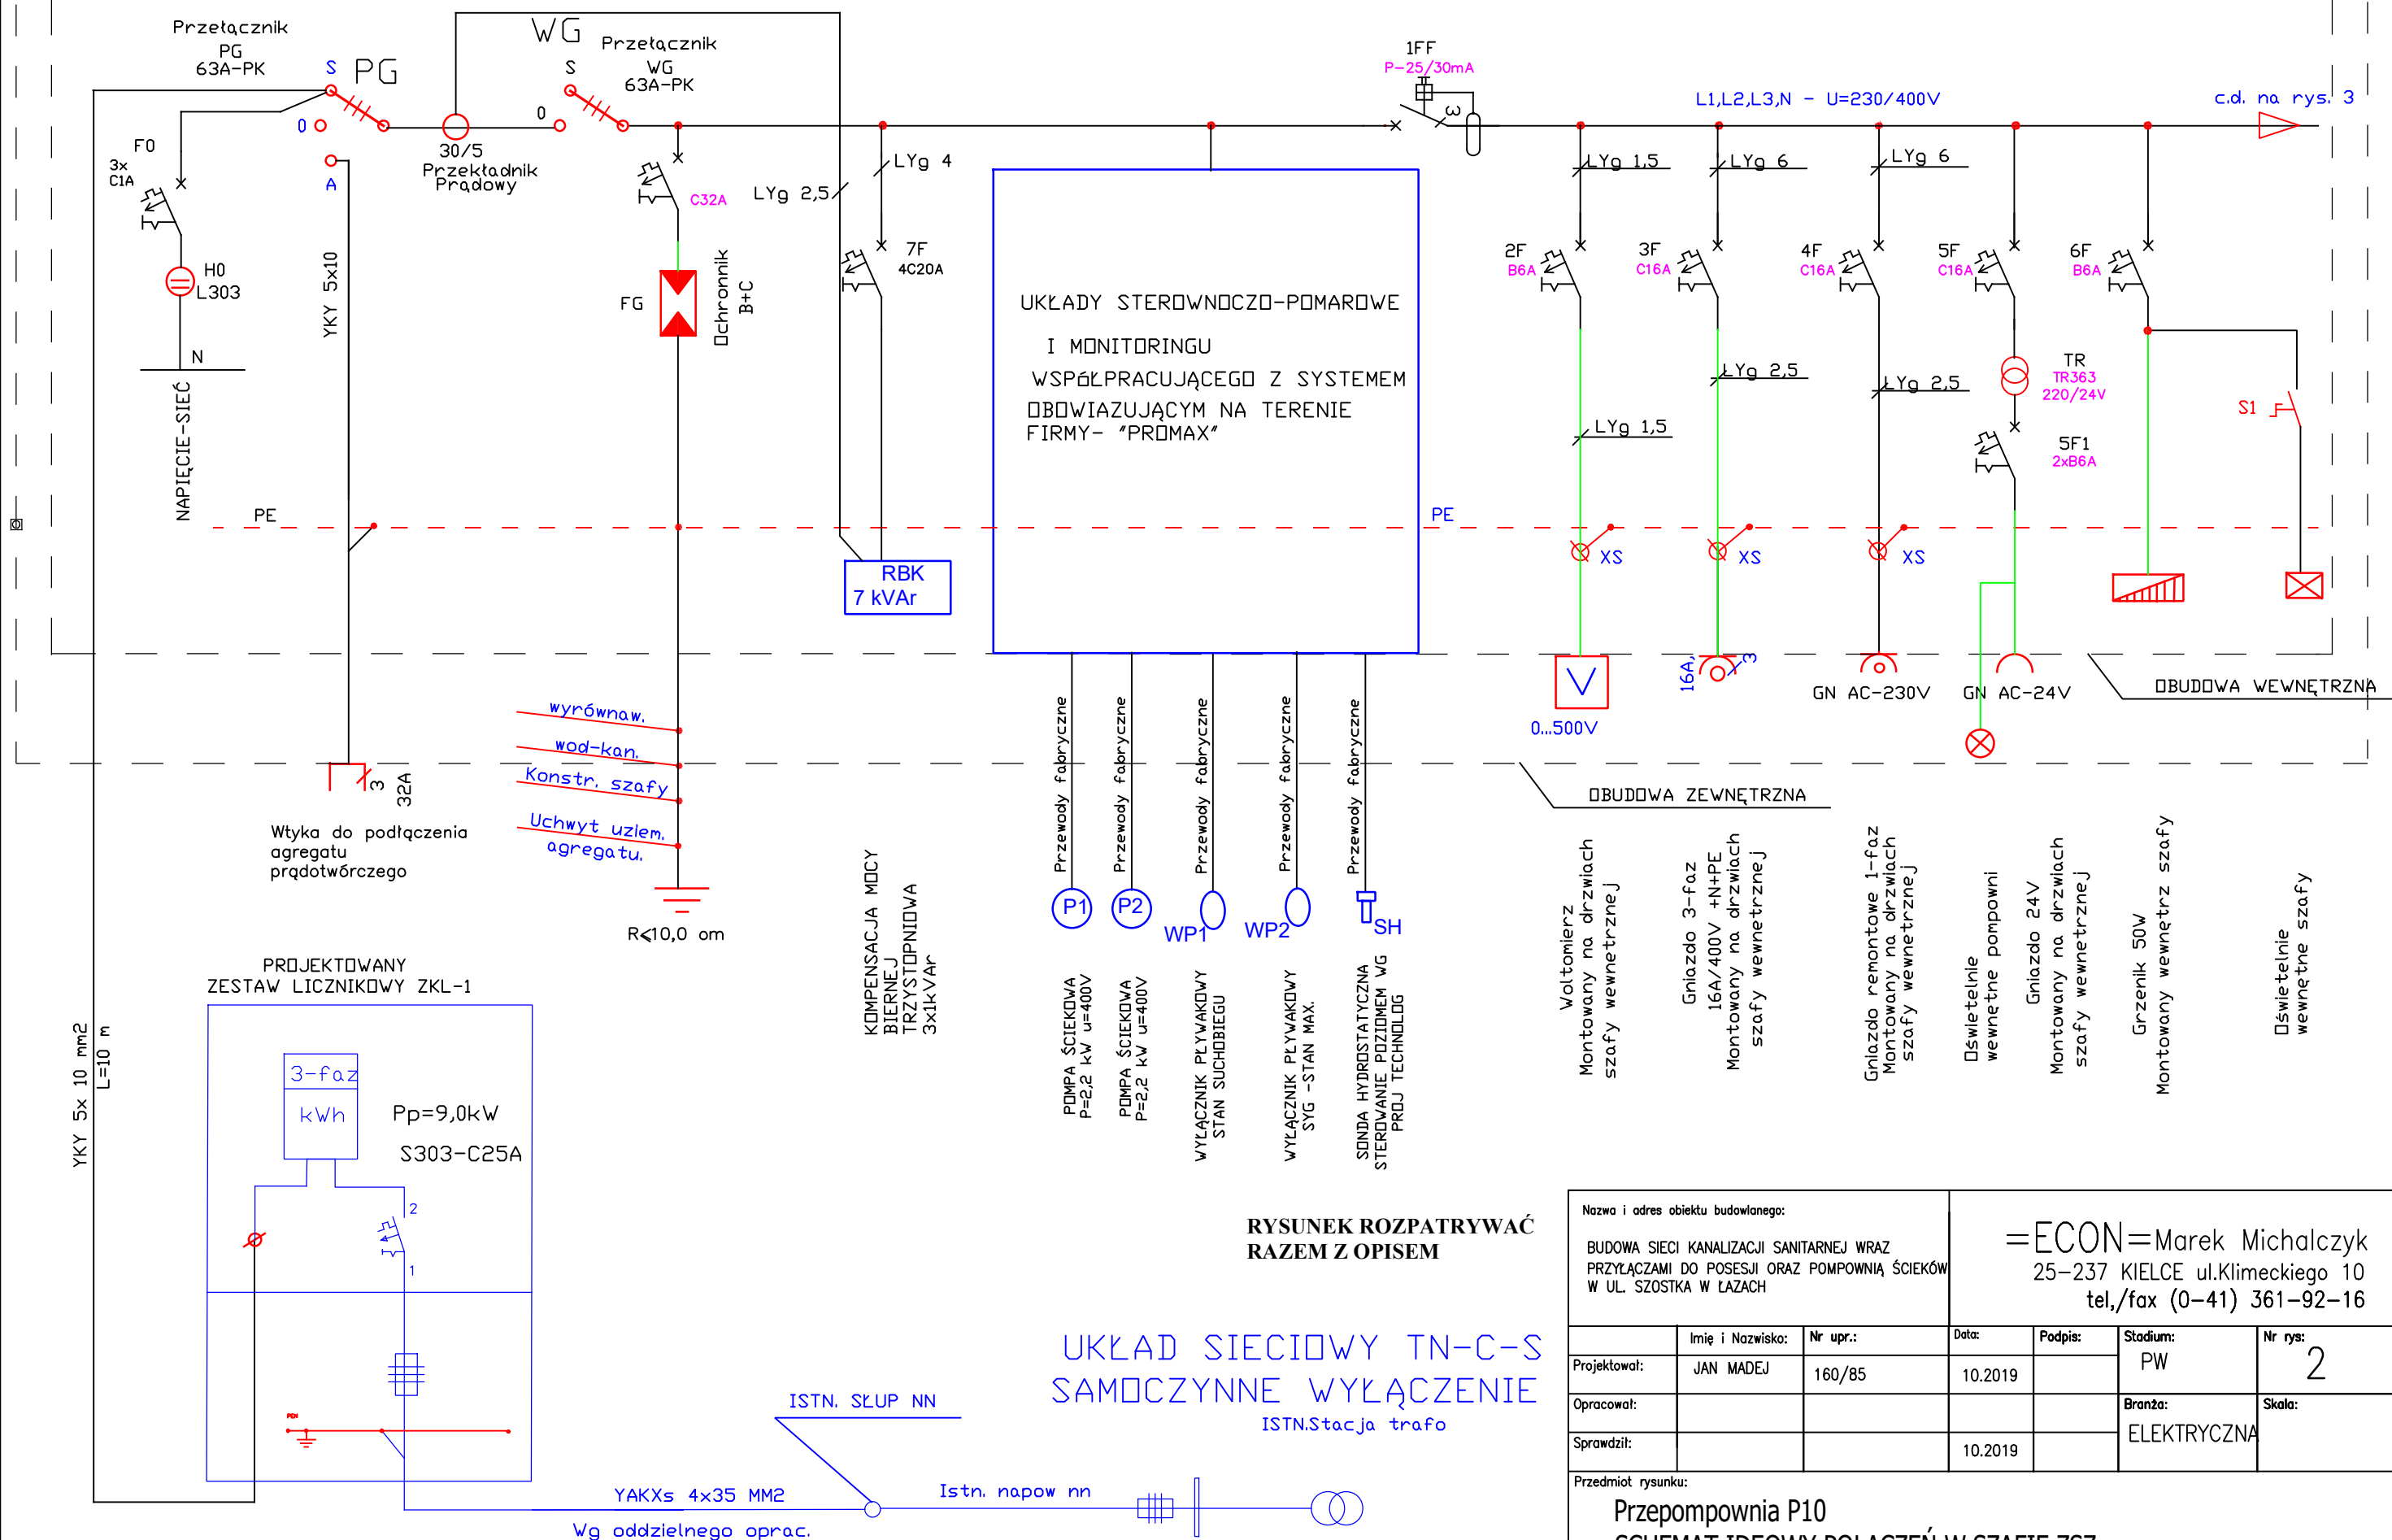 Przełącznik
PG
63A-PK
S
PG
0
A
F0
3x
C1A
H0
L303
N
NAPIĘCIE-SIEĆ
PE
YKY 5x10
30/5
Przekładnik
Prądowy
WG
Przełącznik
WG
63A-PK
S
0
C32A
FG
Ochronnik
B+C
LYg 2,5
LYg 4
7F
4C20A
RBK
7 kVAr
UKŁADY STEROWNOCZO-POMAROWE
I MONITORINGU
WSPóŁPRACUJĄCEGO Z SYSTEMEM
OBOWIAZUJĄCYM NA TERENIE
FIRMY- "PROMAX"
1FF
P-25/30mA
3
L1,L2,L3,N - U=230/400V
c.d. na rys. 3
LYg 1,5
LYg 6
LYg 6
2F
B6A
3F
C16A
4F
C16A
5F
C16A
6F
B6A
LYg 1,5
LYg 2,5
LYg 2,5
TR
TR363
220/24V
5F1
2xB6A
S1
PE
XS
XS
XS
0...500V
V
16A,
3
GN AC-230V
GN AC-24V
OBUDOWA WEWNĘTRZNA
OBUDOWA ZEWNĘTRZNA
wyrównaw.
wod-kan.
Konstr. szafy
Uchwyt uziem.
agregatu.
R⩽10,0 om
3
32A
Wtyka do podłączenia
agregatu
prądotwórczego
KOMPENSACJA MOCY
BIERNEJ
TRZYSTOPNIOWA
3x1kVAr
Przewody fabryczne
Przewody fabryczne
Przewody fabryczne
Przewody fabryczne
Przewody fabryczne
P1
P2
WP1
WP2
SH
POMPA ŚCIEKOWA
P=2,2 kW u=400V
POMPA ŚCIEKOWA
P=2,2 kW u=400V
WYŁĄCZNIK PŁYWAKOWY
STAN SUCHOBIEGU
WYŁĄCZNIK PŁYWAKOWY
SYG -STAN MAX.
SONDA HYDROSTATYCZNA
STEROWANIE POZIOMEM WG
PROJ TECHNOLOG
Woltomierz
Montowany na drzwiach
szafy wewnetrznej
Gniazdo 3-faz
16A/400V +N+PE
Montowany na drzwiach
szafy wewnetrznej
Gniazdo remontowe 1-faz
Montowany na drzwiach
szafy wewnetrznej
Oświetelnie
wewnętne pompowni
Gniazdo 24V
Montowany na drzwiach
szafy wewnetrznej
Grzenik 50W
Montowany wewnętrz szafy
Oświetelnie
wewnętne szafy
PROJEKTOWANY
ZESTAW LICZNIKOWY ZKL-1
YKY 5x 10 mm2
L=10 m
3-faz
kWh
Pp=9,0kW
S303-C25A
2
1
PEN
YAKXs 4x35 MM2
Wg oddzielnego oprac.
ISTN. SŁUP NN
Istn. napow nn
UKŁAD SIECIOWY TN-C-S
SAMOCZYNNE WYŁĄCZENIE
ISTN.Stacja trafo
RYSUNEK ROZPATRYWAĆ
RAZEM Z OPISEM
Nazwa i adres obiektu budowlanego:
BUDOWA SIECI KANALIZACJI SANITARNEJ WRAZ
PRZYŁĄCZAMI DO POSESJI ORAZ POMPOWNIĄ ŚCIEKÓW
W UL. SZOSTKA W ŁAZACH
=ECON=Marek Michalczyk
25-237 KIELCE ul.Klimeckiego 10
tel,/fax (0-41) 361-92-16
Imię i Nazwisko: Nr upr.: Data: Podpis: Stadium: Nr rys:
Projektował: JAN MADEJ 160/85 10.2019 PW 2
Opracował: Branża: Skala:
ELEKTRYCZNA
Sprawdził: 10.2019
Przedmiot rysunku:
Przepompownia P10
SCHEMAT IDEOWY POŁĄCZEŃ W SZAFIE ZSZ